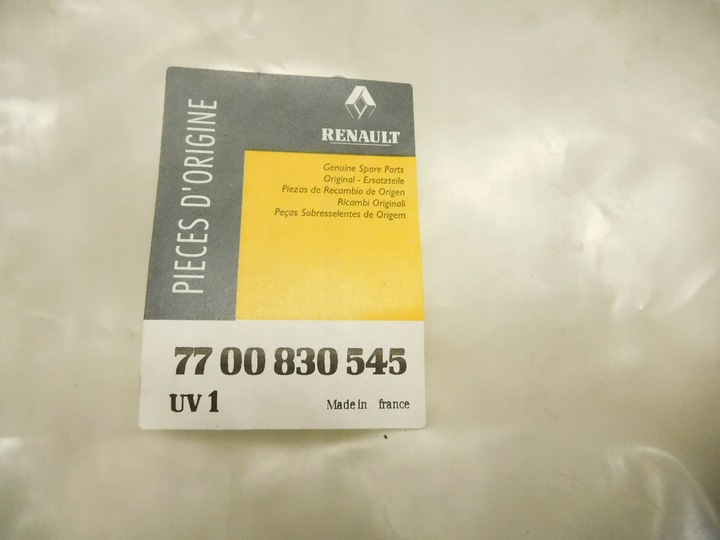 PIECES D'ORIGINE
RENAULT
Genuine Spare Parts
Original - Ersatzteile
Piezas de Recambio de Origen
Ricambi Originali
Peças Sobresselentes de Origem
77 00 830 545
UV 1
Made in france